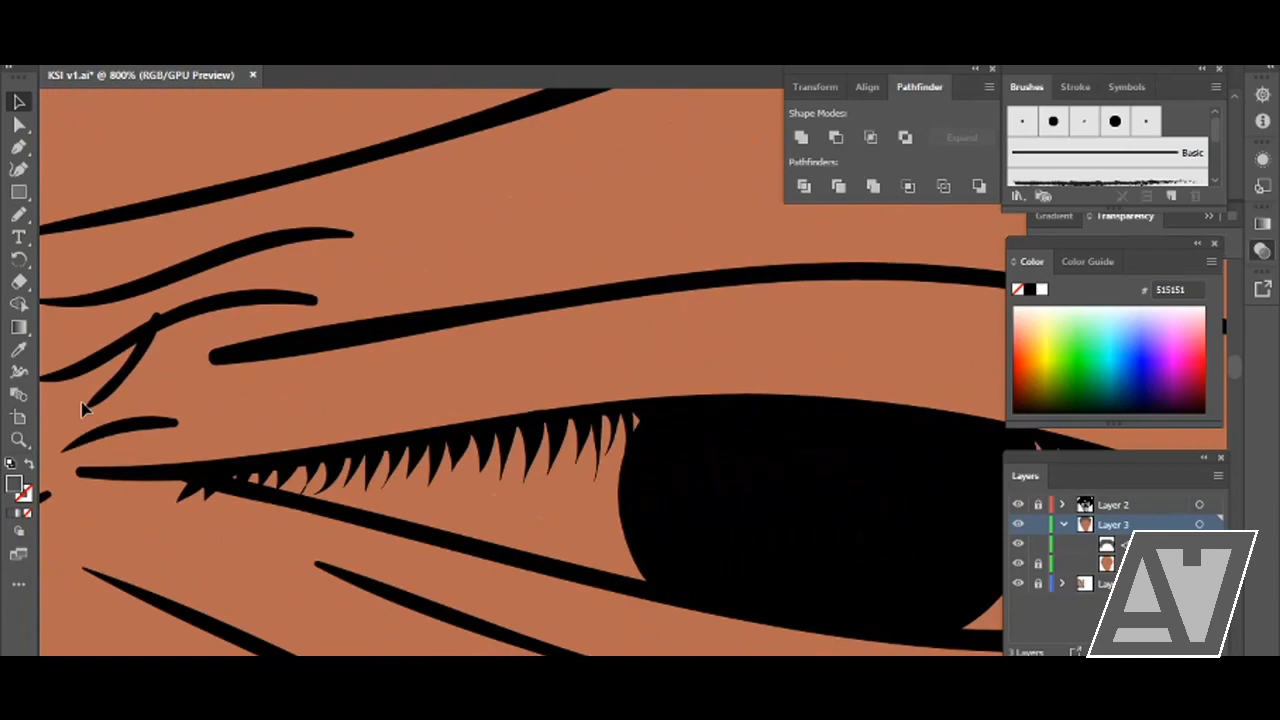 KSI v1.ai* @ 800% (RGB/GPU Preview)
Transform Align Pathfinder
Shape Modes:
Expand
Pathfinders:
Brushes Stroke Symbols
Basic
Gradient Transparency
Color Color Guide
# 515151
Layers
Layer 2
Layer 3
3 Layers